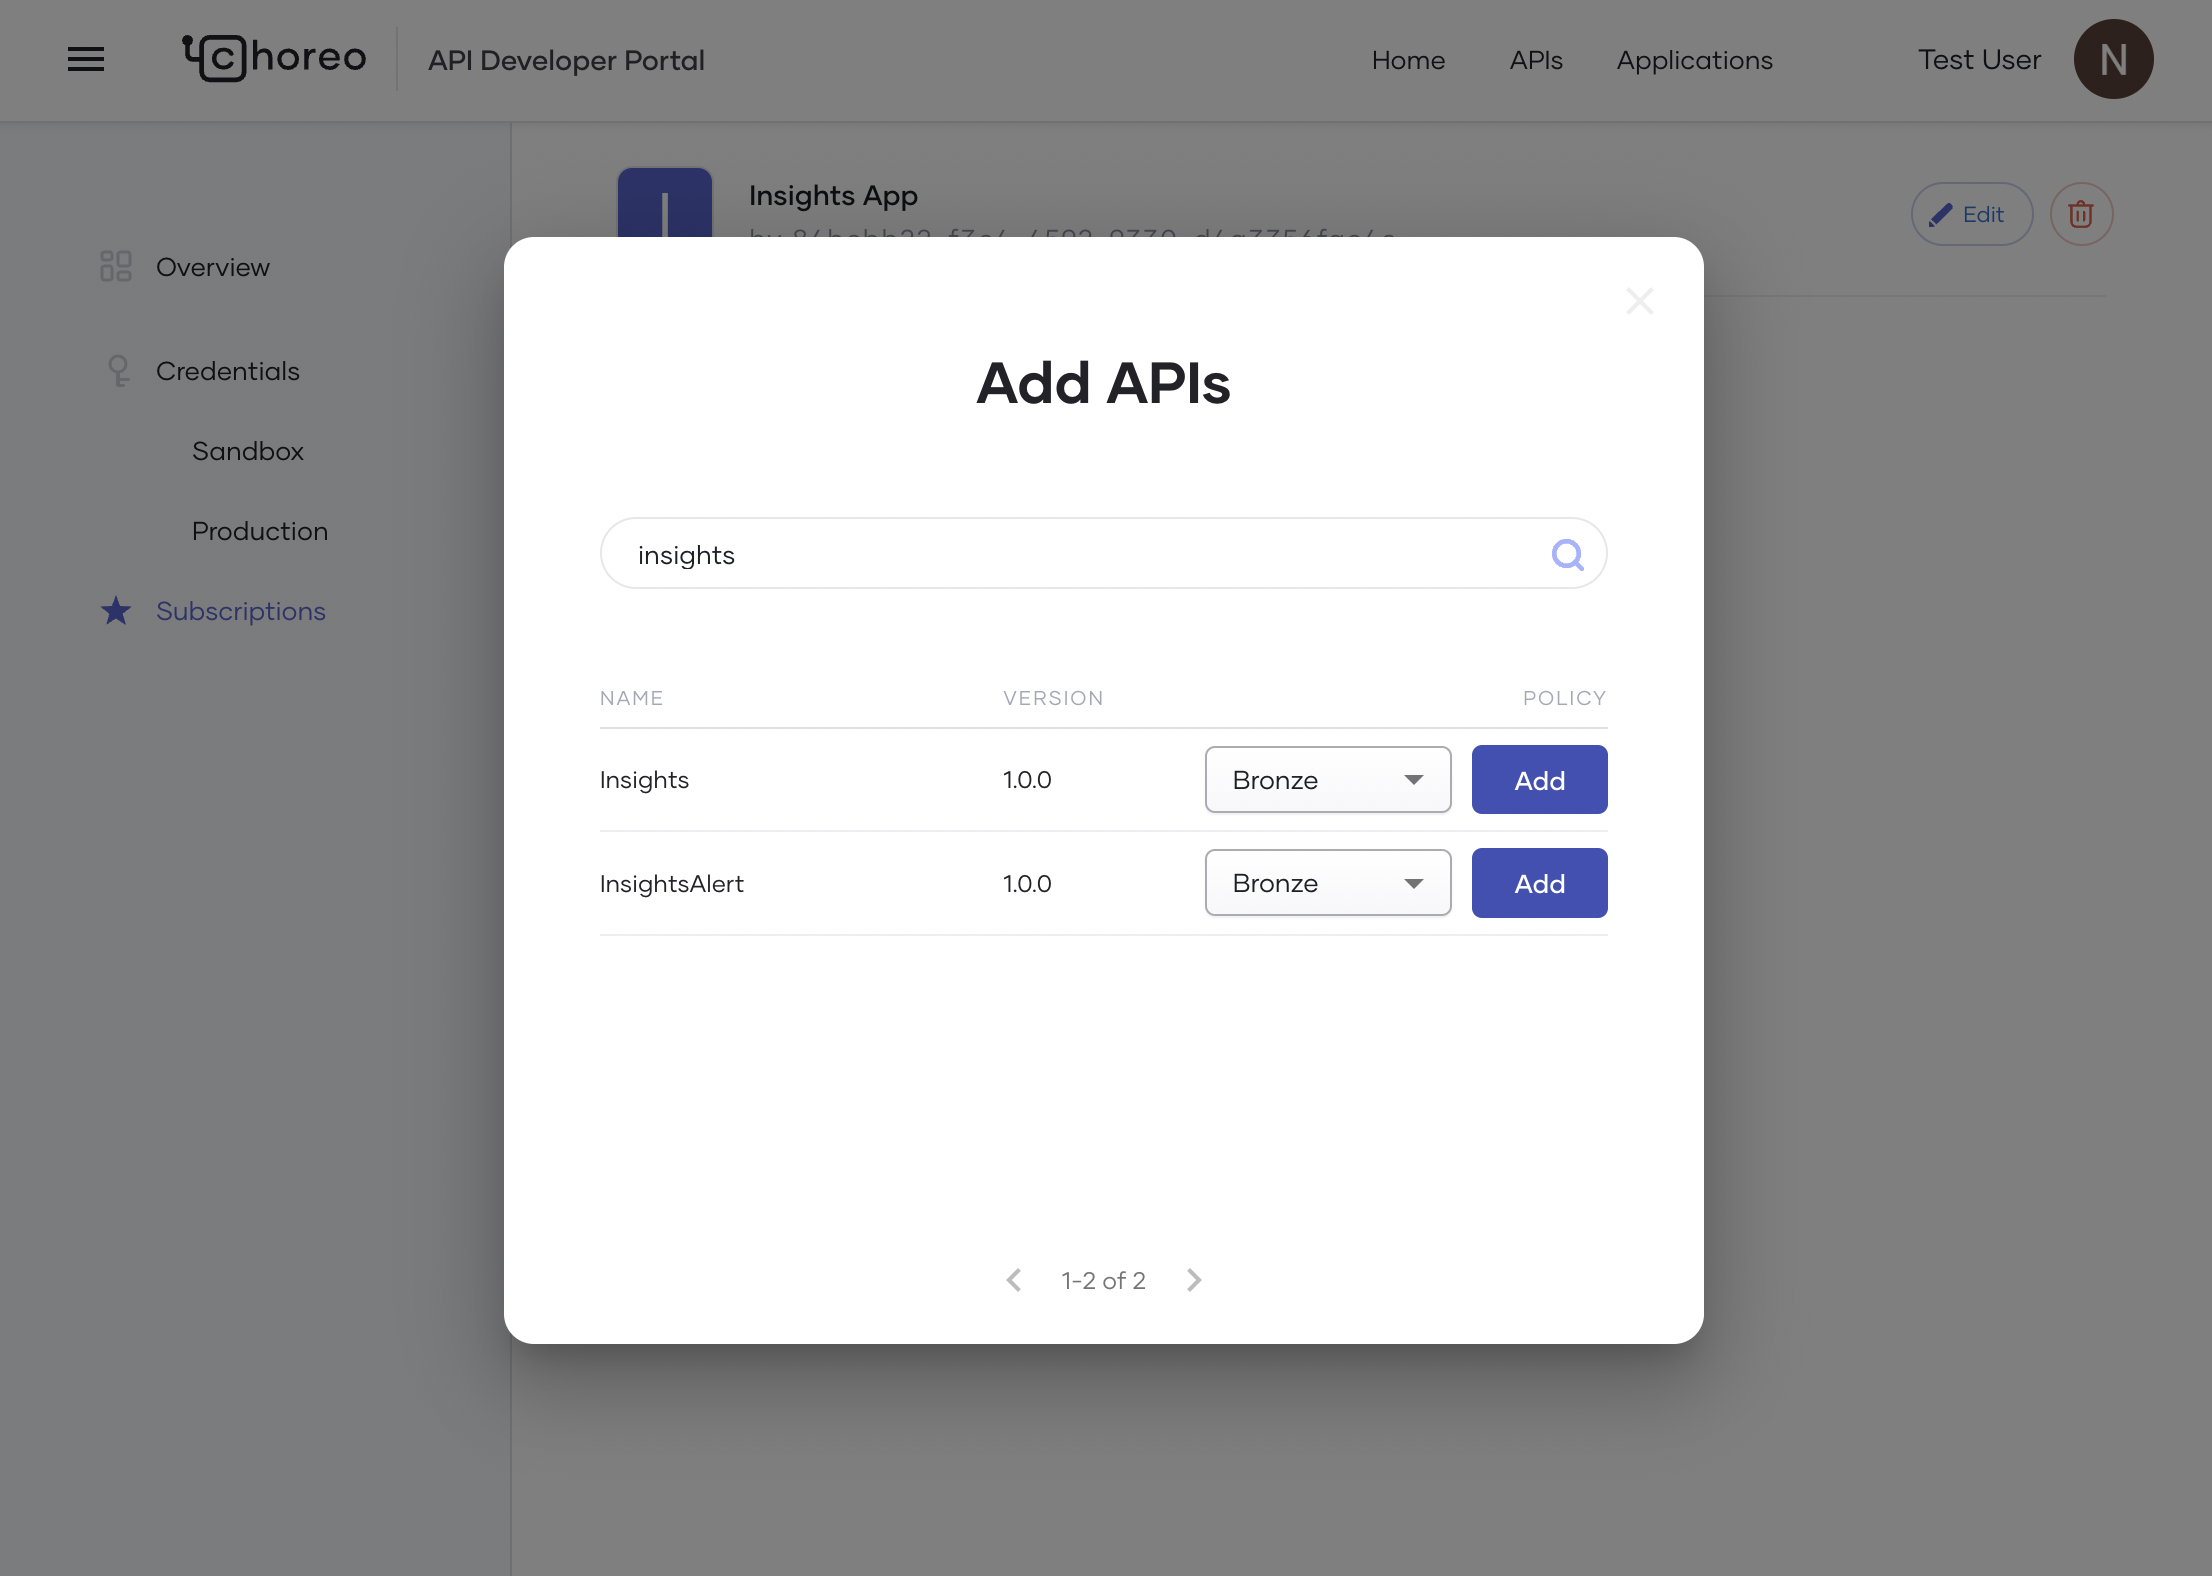 choreo
API Developer Portal
Home
APIs
Applications
Test User
N
I
Insights App
Edit
Overview
Credentials
Sandbox
Production
Subscriptions
Add APIs
insights
NAME VERSION POLICY
Insights 1.0.0 Bronze Add
InsightsAlert 1.0.0 Bronze Add
1-2 of 2